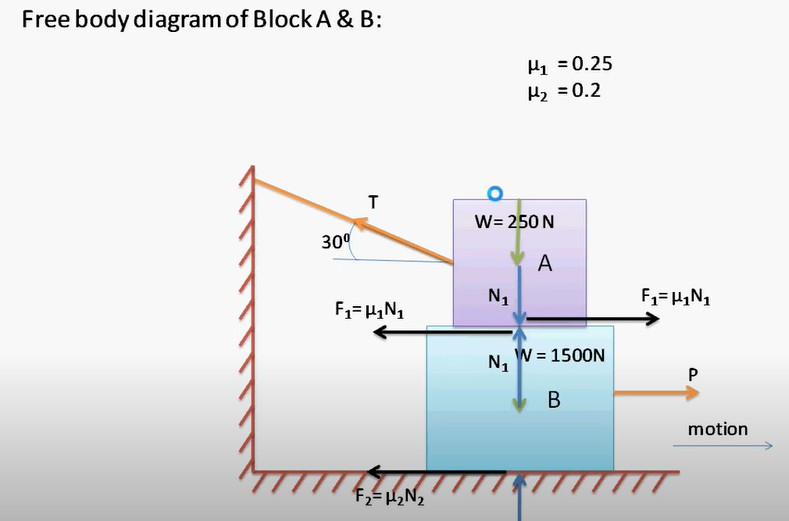 Free body diagram of Block A & B:
μ₁ = 0.25
μ₂ = 0.2
T
W= 250 N
30⁰
A
N₁
F₁= μ₁N₁
F₁= μ₁N₁
N₁
W = 1500N
P
B
motion
F₂= μ₂N₂